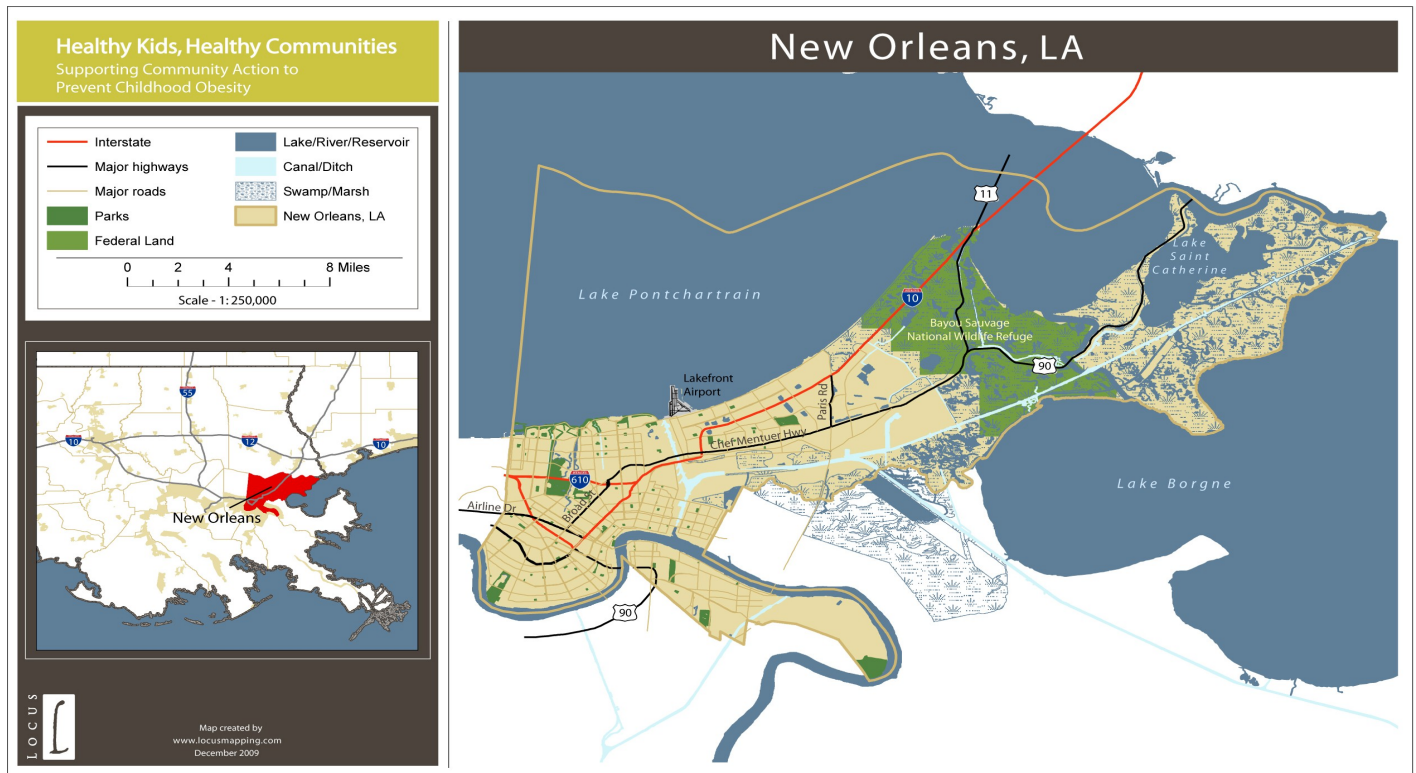 Healthy Kids, Healthy Communities
Supporting Community Action to
Prevent Childhood Obesity
Interstate
Major highways
Major roads
Parks
Federal Land
Lake/River/Reservoir
Canal/Ditch
Swamp/Marsh
New Orleans, LA
0 2 4 8 Miles
Scale - 1: 250,000
55
10
12
10
New Orleans
LOCUS
L
Map created by
www.locusmapping.com
December 2009
New Orleans, LA
11
Lake
Saint
Catherine
Lake Pontchartrain
10
Bayou Sauvage
National Wildlife Refuge
90
Lakefront
Airport
Paris Rd
Chef Mentuer Hwy
610
Lake Borgne
Airline Dr
Broad St
90